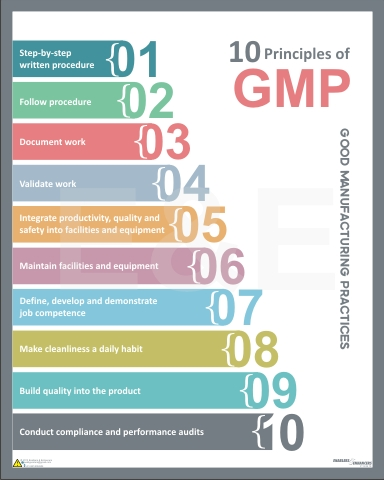 10 Principles of
GMP
GOOD MANUFACTURING PRACTICES
Step-by-step
written procedure
01
Follow procedure
02
Document work
03
Validate work
04
Integrate productivity, quality and
safety into facilities and equipment
05
Maintain facilities and equipment
06
Define, develop and demonstrate
job competence
07
Make cleanliness a daily habit
08
Build quality into the product
09
Conduct compliance and performance audits
10